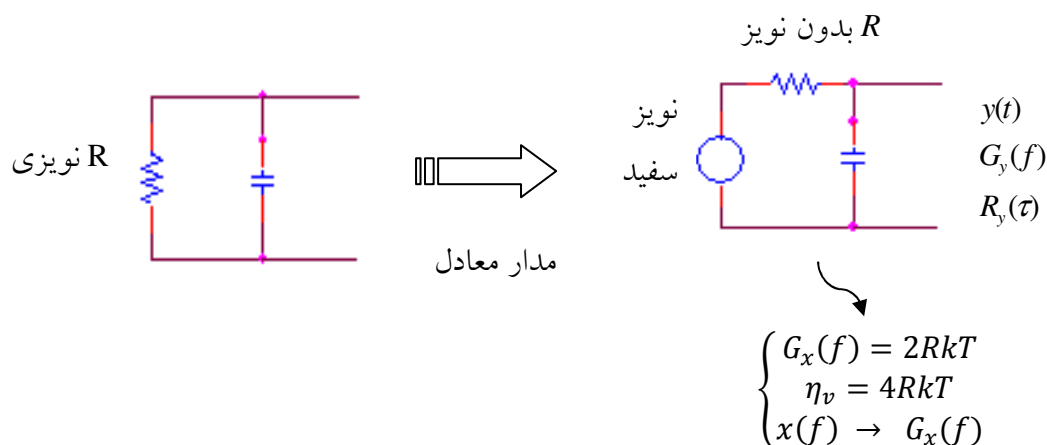 R بدون نویز
R نویزی
نویز
سفید
y(t)
G_y(f)
R_y(τ)
مدار معادل
G_x(f) = 2RkT
η_v = 4RkT
x(f) → G_x(f)